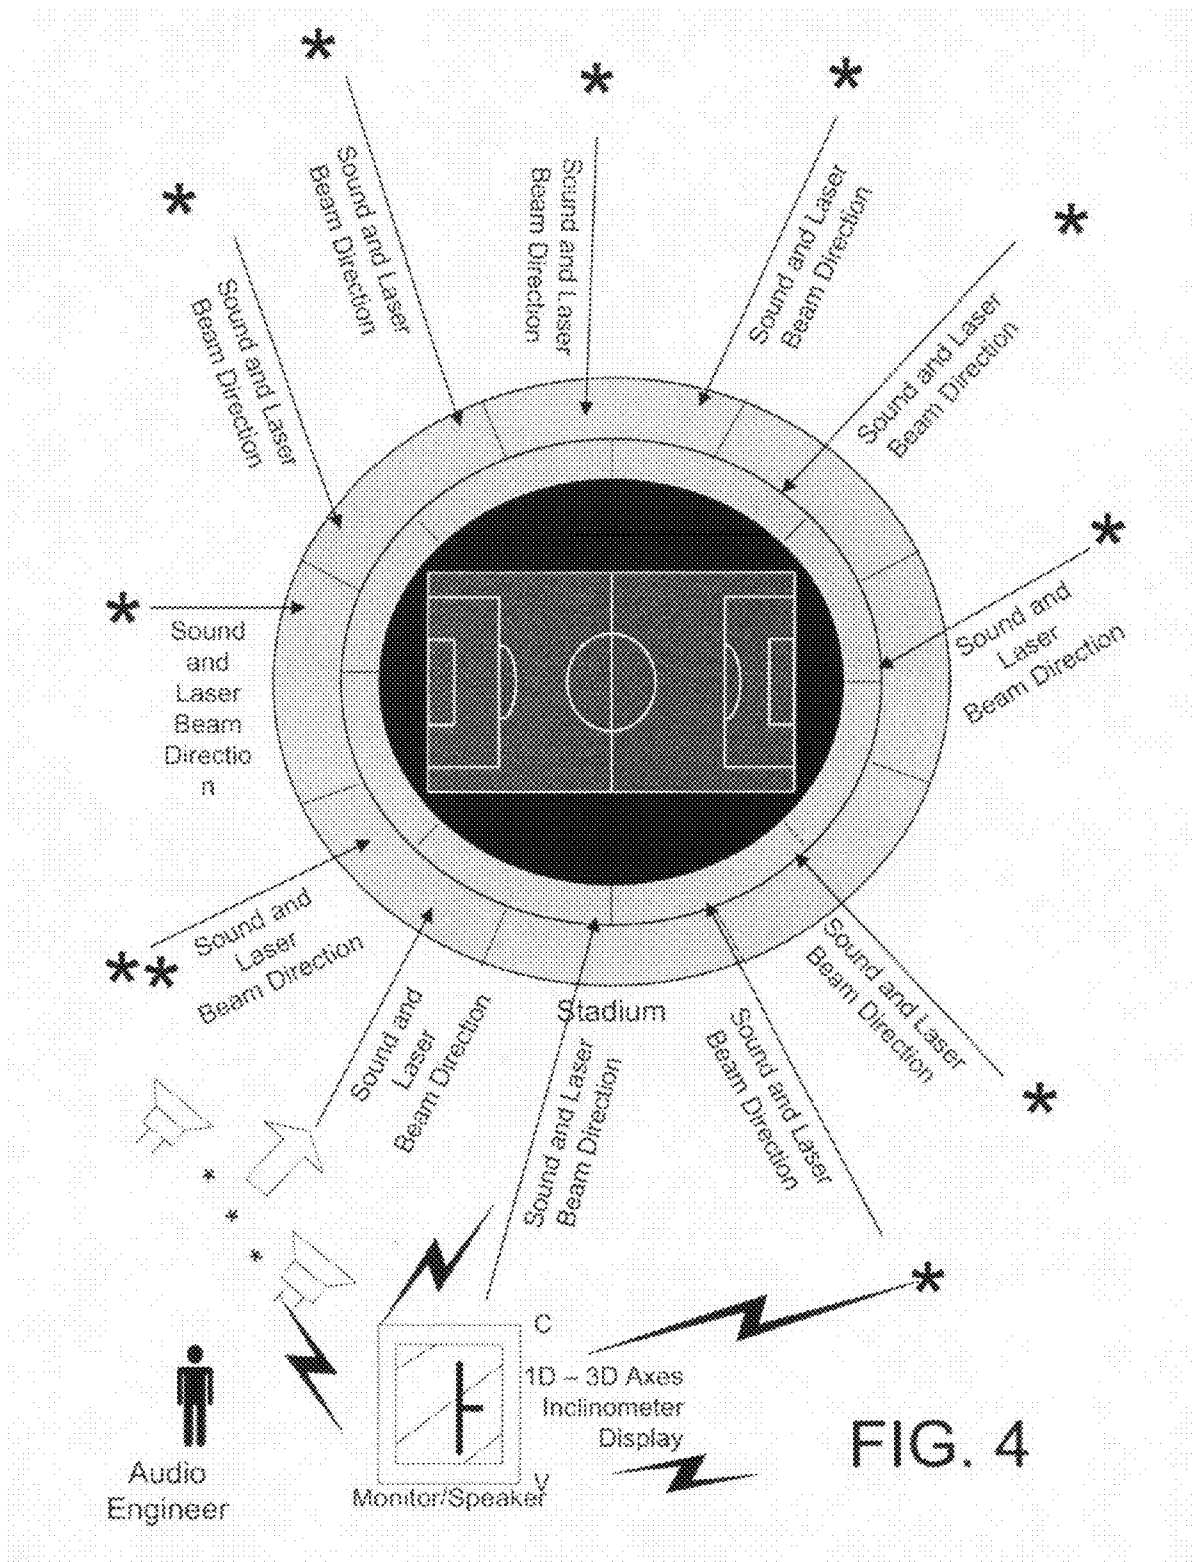 Sound and Laser
Beam Direction
Sound and Laser
Beam Direction
Sound and Laser
Beam Direction
Sound and Laser
Beam Direction
Sound and Laser
Beam Direction
Sound and
Laser
Beam Direction
Sound
and
Laser
Beam
Directio
n
Sound and
Laser
Beam Direction
Sound and
Laser
Beam Direction
Stadium
Sound and Laser
Beam Direction
Sound and Laser
Beam Direction
Sound and Laser
Beam Direction
C
1D – 3D Axes
Inclinometer
Display
V
Monitor/Speaker
Audio
Engineer
FIG. 4